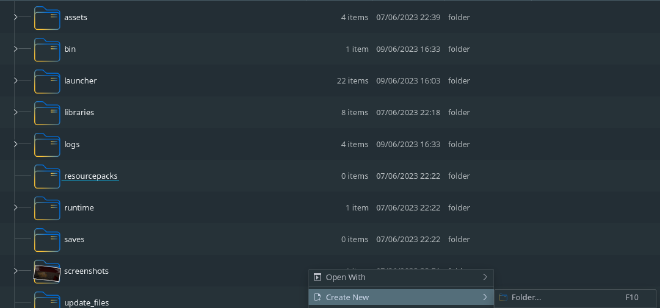 assets 4 items 07/06/2023 22:39 folder
bin 1 item 09/06/2023 16:33 folder
launcher 22 items 09/06/2023 16:03 folder
libraries 8 items 07/06/2023 22:18 folder
logs 4 items 09/06/2023 16:33 folder
resourcepacks 0 items 07/06/2023 22:22 folder
runtime 1 item 07/06/2023 22:22 folder
saves 0 items 07/06/2023 22:22 folder
screenshots
Open With
Create New Folder... F10
update_files